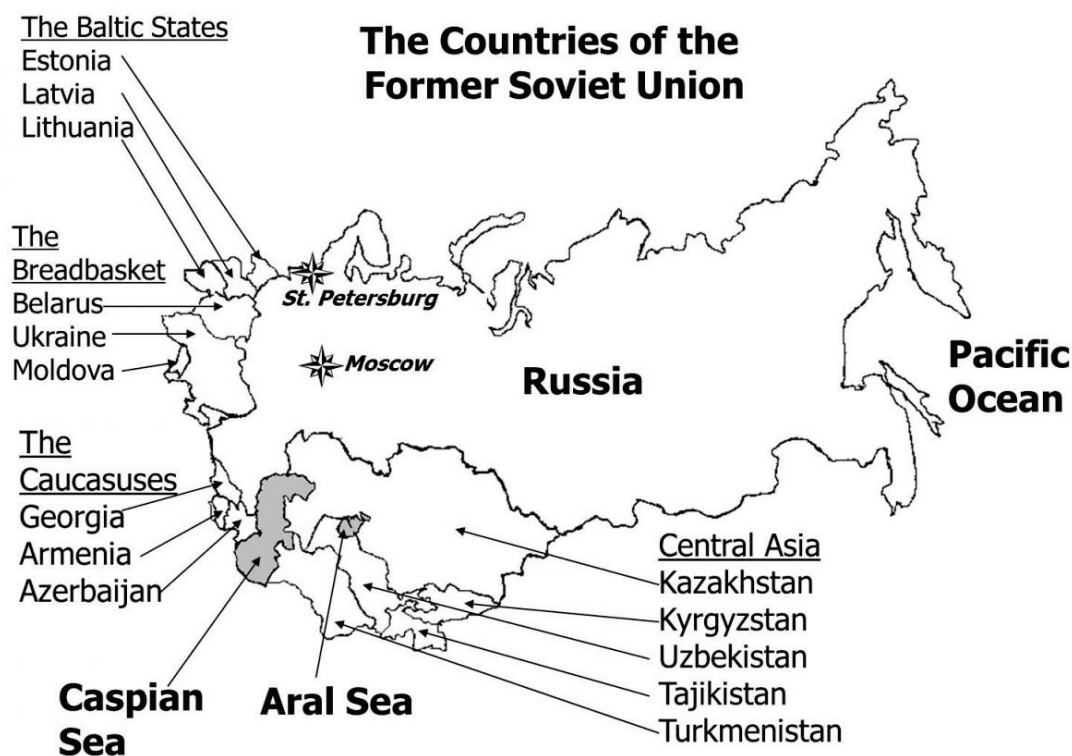 The Countries of the
Former Soviet Union
The Baltic States
Estonia
Latvia
Lithuania
The
Breadbasket
Belarus
Ukraine
Moldova
St. Petersburg
Moscow
Russia
Pacific
Ocean
The
Caucasuses
Georgia
Armenia
Azerbaijan
Central Asia
Kazakhstan
Kyrgyzstan
Uzbekistan
Tajikistan
Turkmenistan
Caspian
Sea
Aral Sea